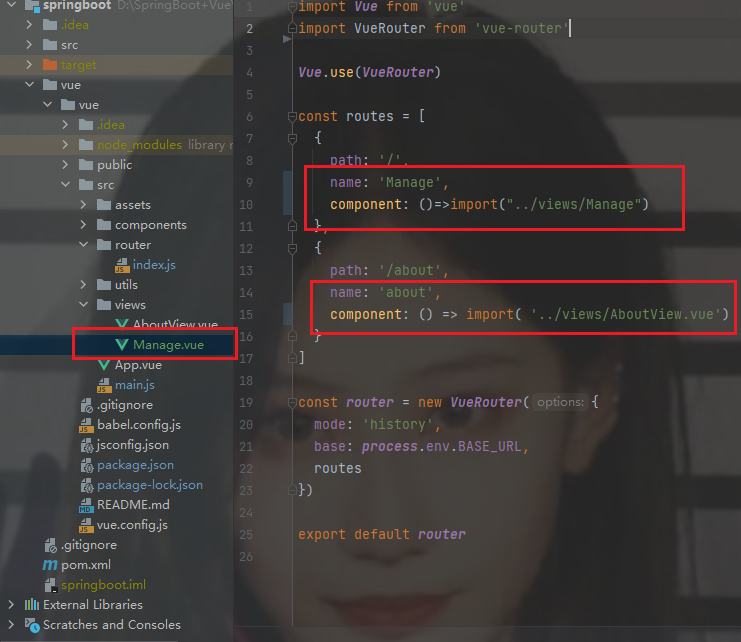 springboot D:\SpringBoot+Vue
.idea
src
target
vue
vue
.idea
node_modules library r
public
src
assets
components
router
index.js
utils
views
AboutView.vue
Manage.vue
App.vue
main.js
.gitignore
babel.config.js
jsconfig.json
package.json
package-lock.json
README.md
vue.config.js
.gitignore
pom.xml
springboot.iml
External Libraries
Scratches and Consoles
1 import Vue from 'vue'
2 import VueRouter from 'vue-router'
3
4 Vue.use(VueRouter)
5
6 const routes = [
7 {
8 path: '/',
9 name: 'Manage',
10 component: ()=>import("../views/Manage")
11 },
12 {
13 path: '/about',
14 name: 'about',
15 component: () => import( '../views/AboutView.vue')
16 }
17 ]
18
19 const router = new VueRouter( options: {
20 mode: 'history',
21 base: process.env.BASE_URL,
22 routes
23 })
24
25 export default router
26